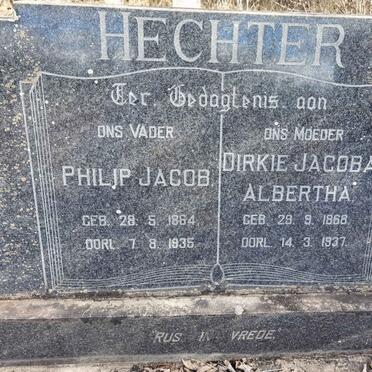 HECHTER
Ter Gedagtenis aan
ONS VADER
PHILIP JACOB
GEB. 28. 5. 1864.
OORL. 7. 8. 1935.
ONS MOEDER
DIRKIE JACOBA
ALBERTHA
GEB. 29. 9. 1868.
OORL. 14. 3. 1937.
"RUS IN VREDE."